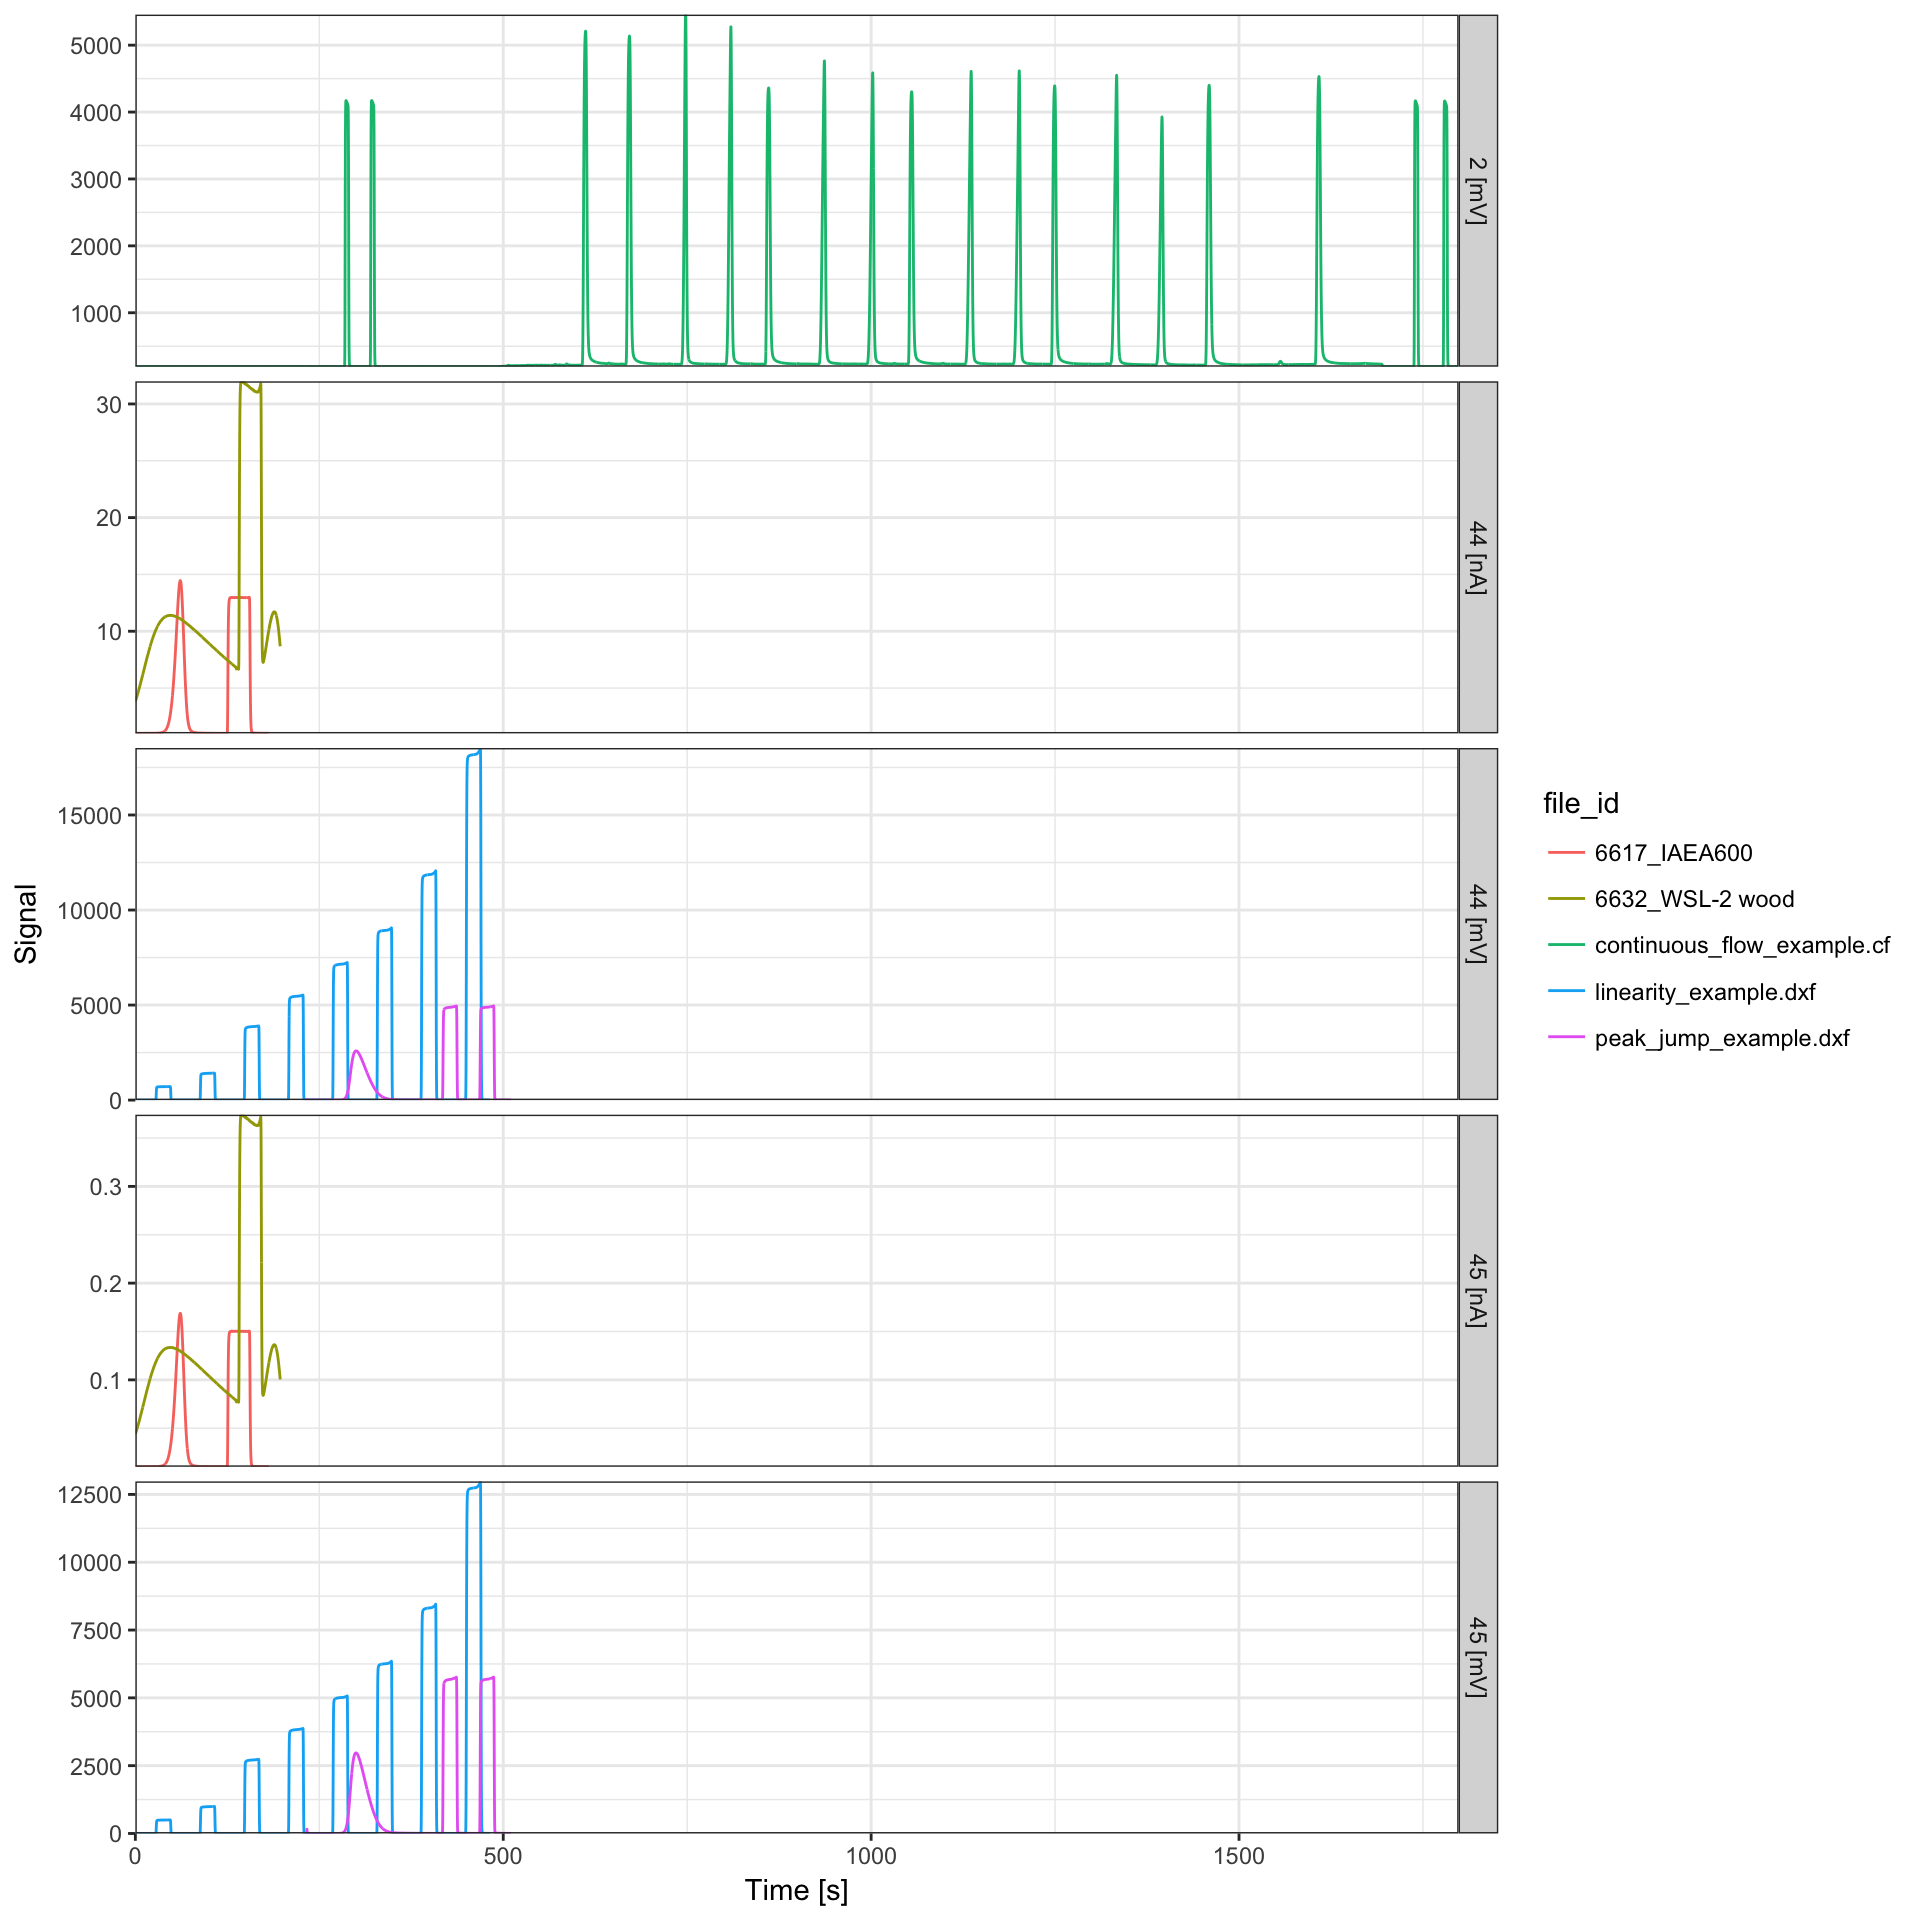 5000
4000
3000
2000
1000
2 [mV]
30
20
10
44 [nA]
15000
10000
5000
0
44 [mV]
0.3
0.2
0.1
45 [nA]
12500
10000
7500
5000
2500
0
45 [mV]
0 500 1000 1500
Time [s]
Signal
file_id
6617_IAEA600
6632_WSL-2 wood
continuous_flow_example.cf
linearity_example.dxf
peak_jump_example.dxf